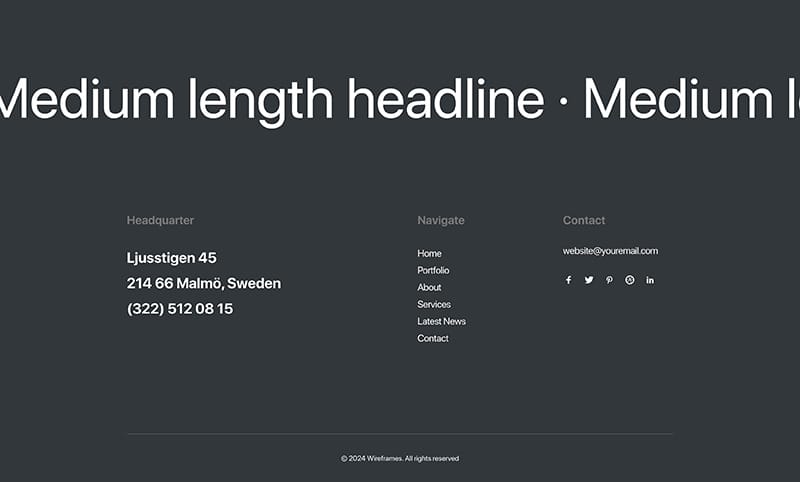 Medium length headline · Medium l
Headquarter
Ljusstigen 45
214 66 Malmö, Sweden
(322) 512 08 15
Navigate
Home
Portfolio
About
Services
Latest News
Contact
Contact
website@youremail.com
© 2024 Wireframes. All rights reserved